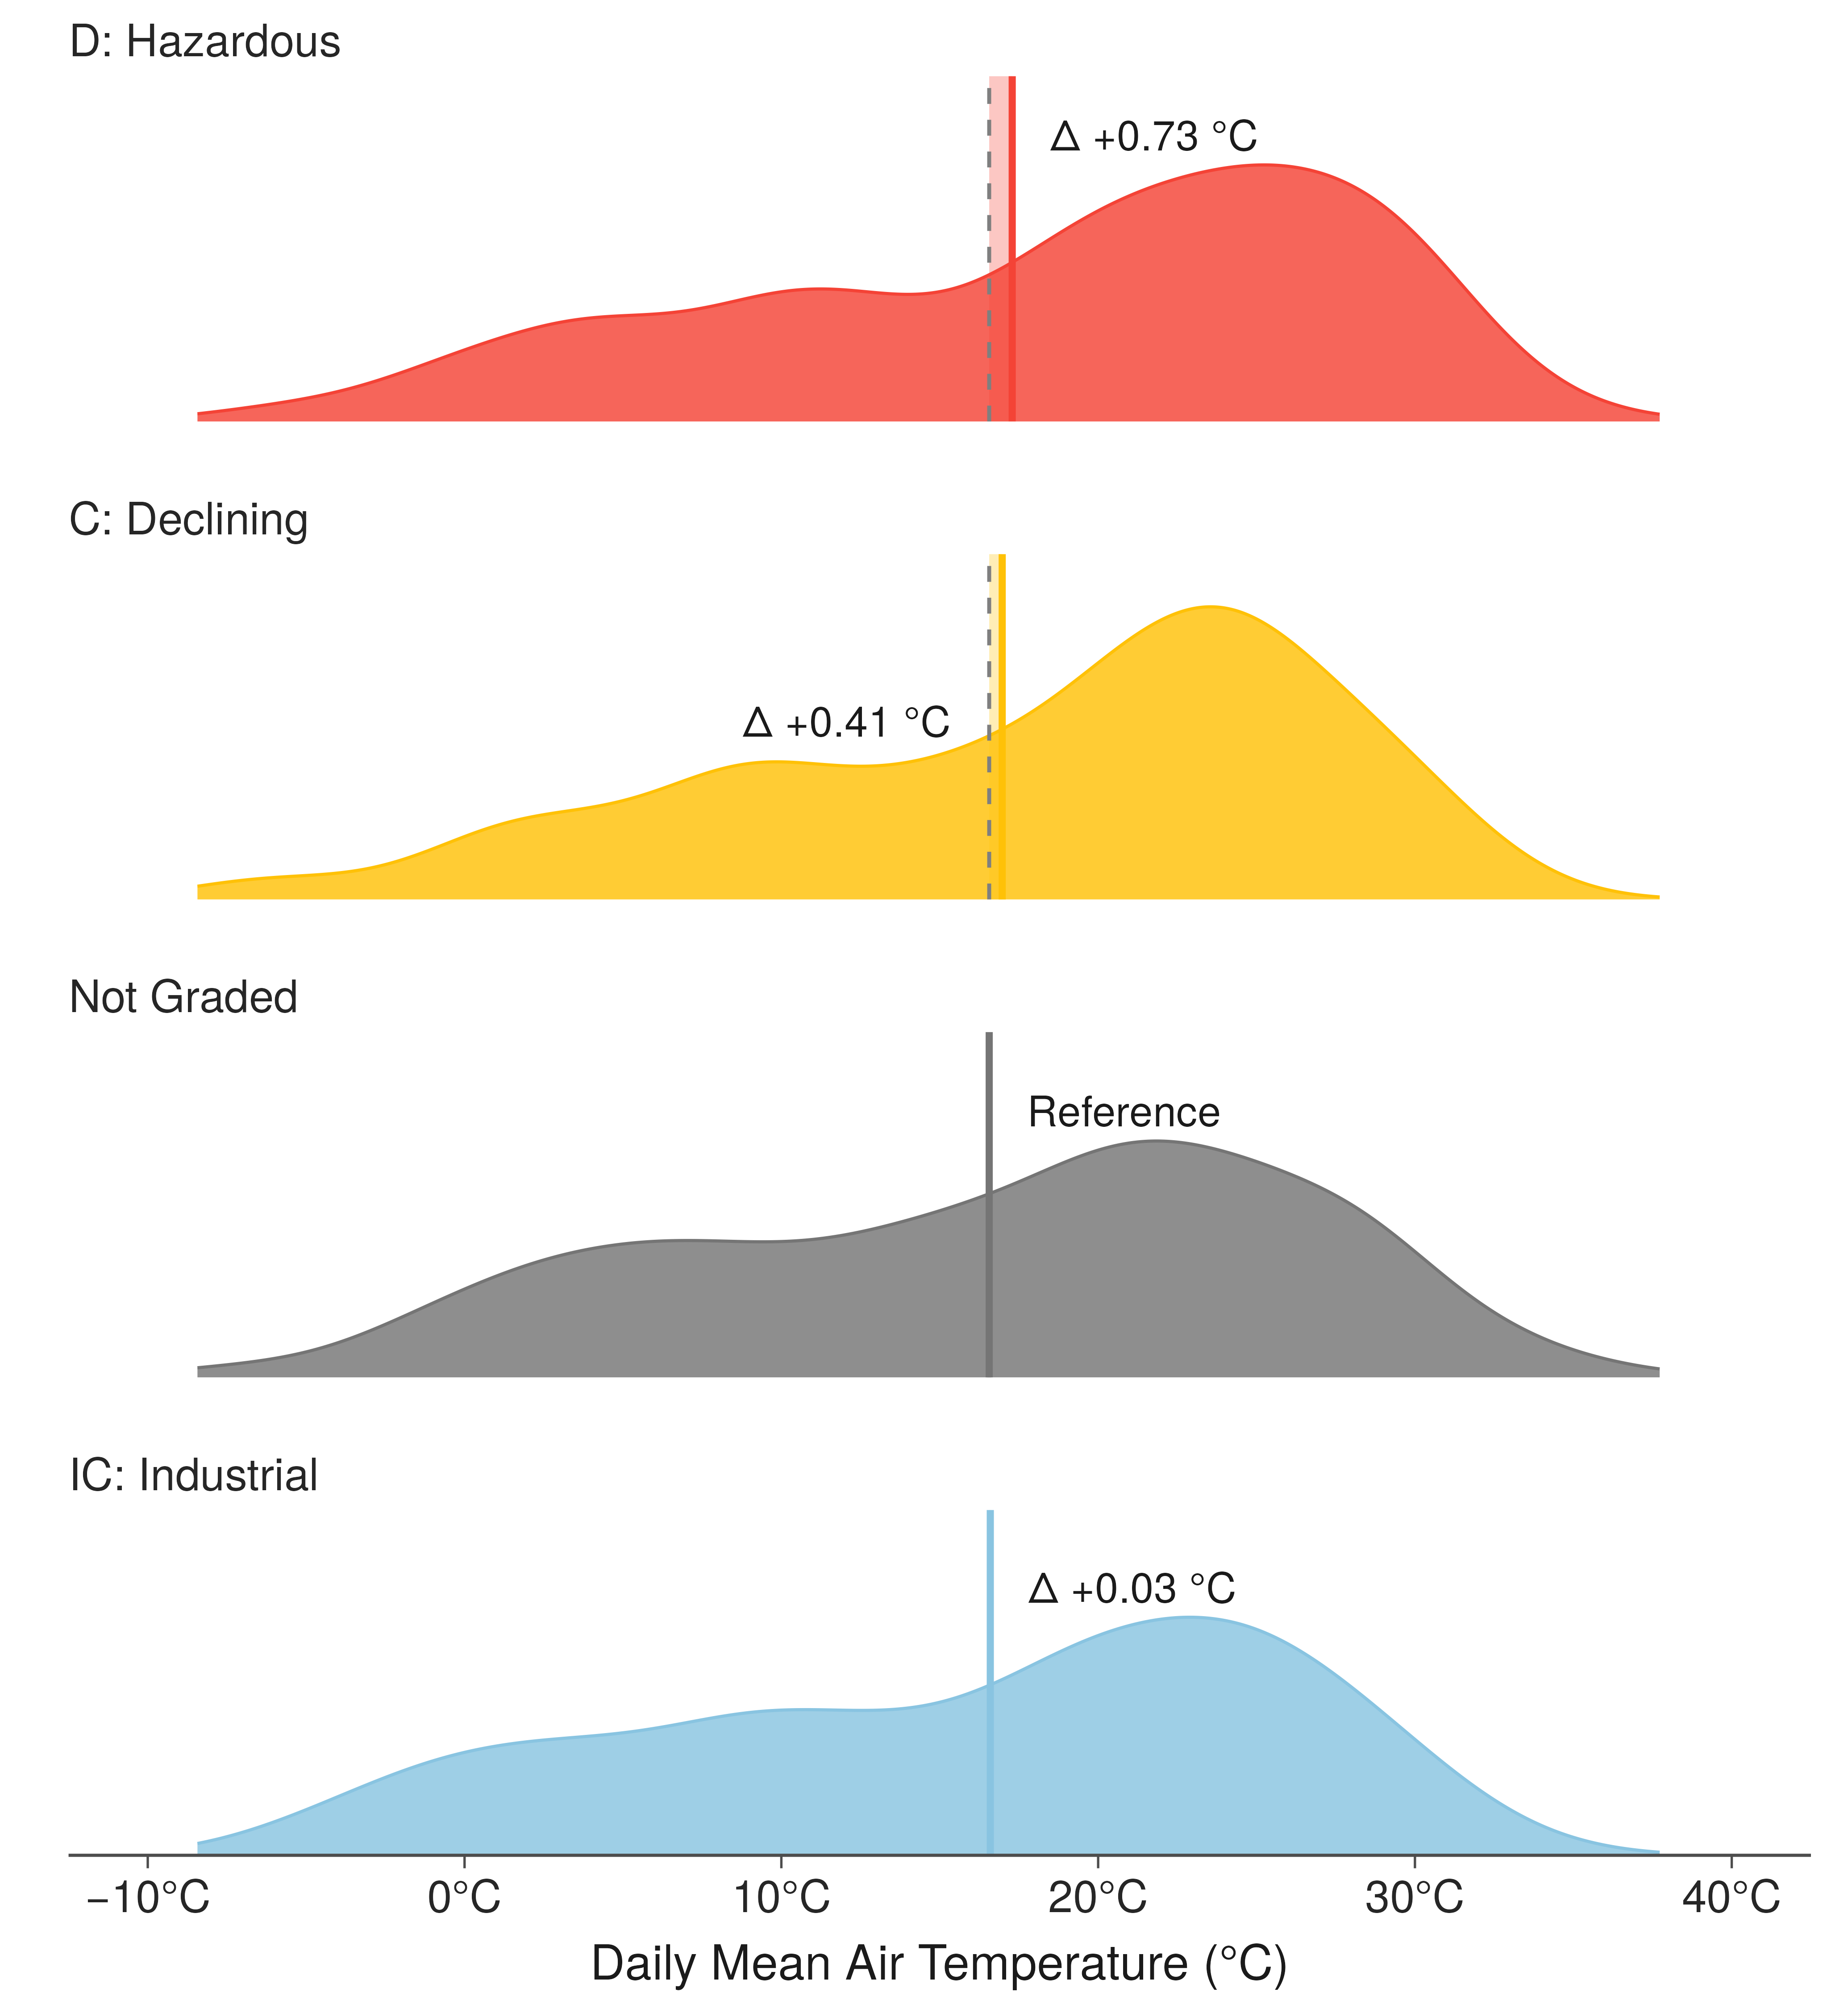 D: Hazardous
Δ +0.73 °C
C: Declining
Δ +0.41 °C
Not Graded
Reference
IC: Industrial
Δ +0.03 °C
−10°C 0°C 10°C 20°C 30°C 40°C
Daily Mean Air Temperature (°C)